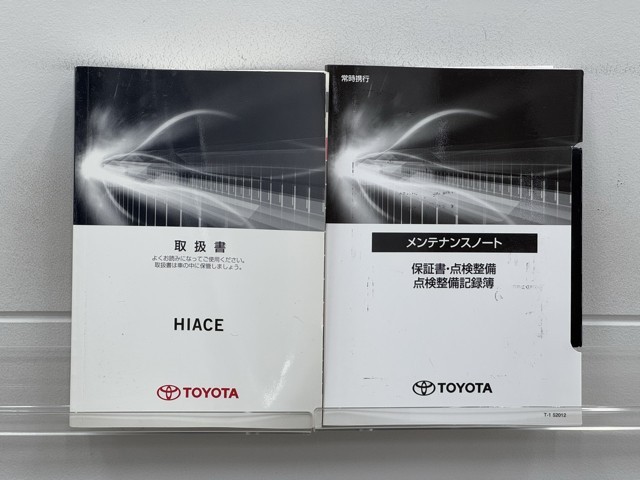 取扱書
よくお読みになってご使用ください。
取扱書は車の中に保管しましょう。
HIACE
TOYOTA
常時携行
メンテナンスノート
保証書・点検整備
点検整備記録簿
TOYOTA